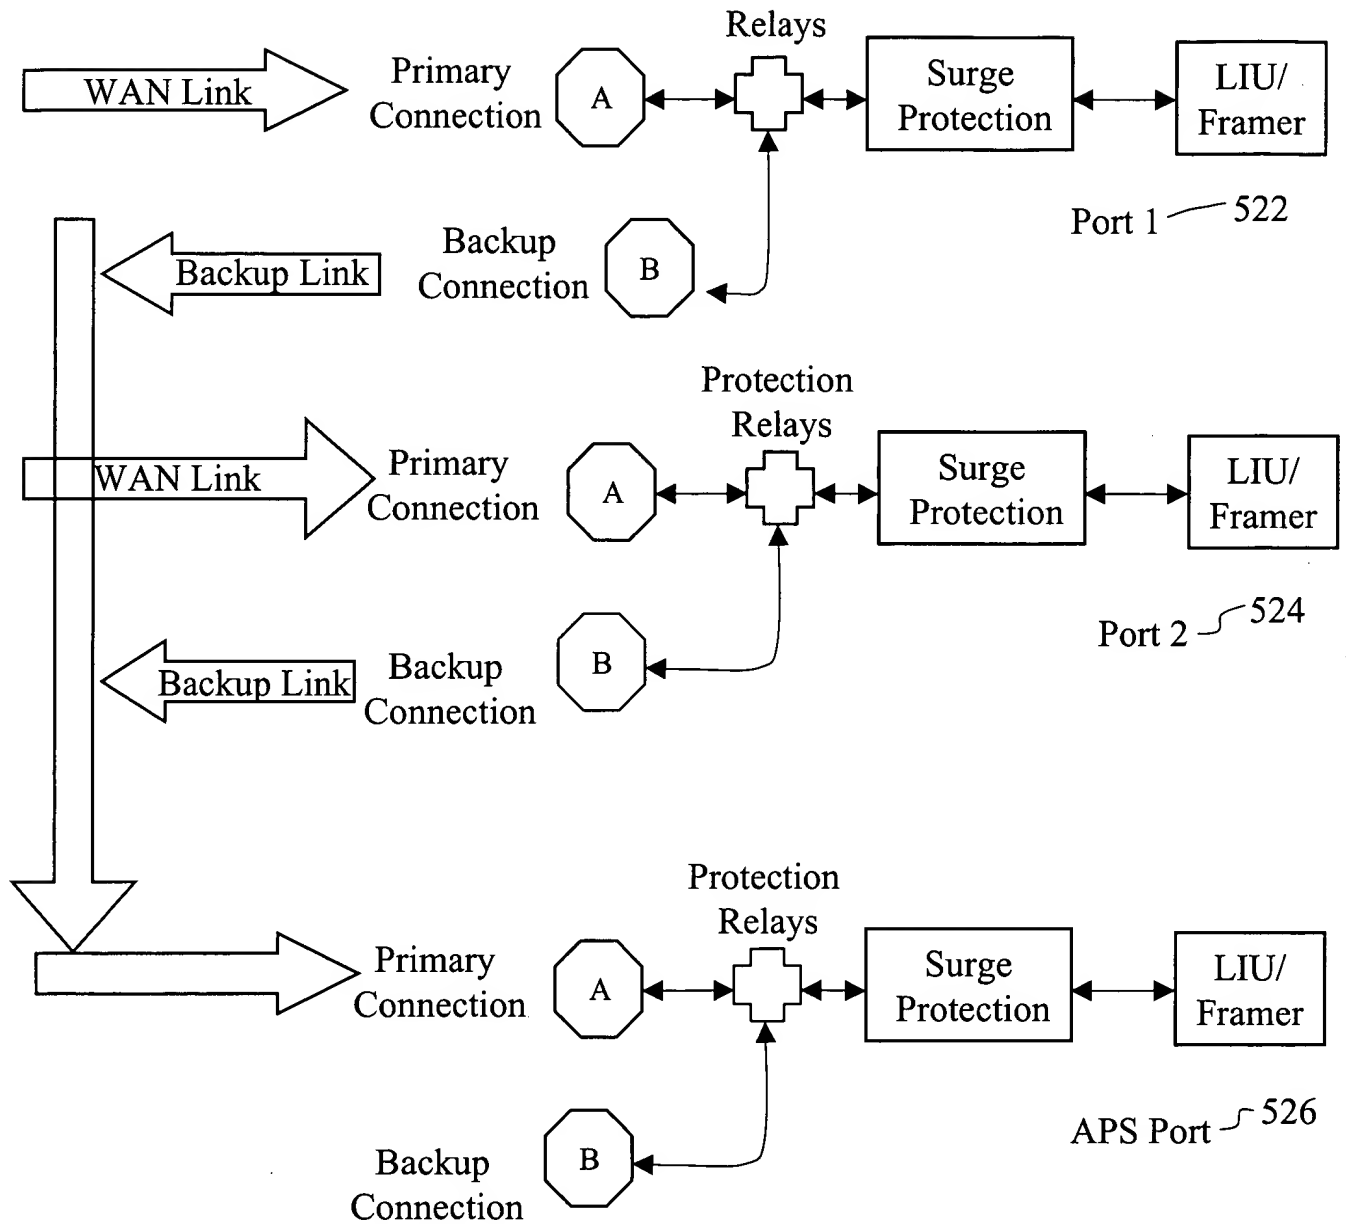 Relays
WAN Link
Primary
Connection
A
Surge
Protection
LIU/
Framer
Port 1
522
Backup Link
Backup
Connection
B
Protection
Relays
WAN Link
Primary
Connection
A
Surge
Protection
LIU/
Framer
Port 2
524
Backup Link
Backup
Connection
B
Protection
Relays
Primary
Connection
A
Surge
Protection
LIU/
Framer
APS Port
526
Backup
Connection
B